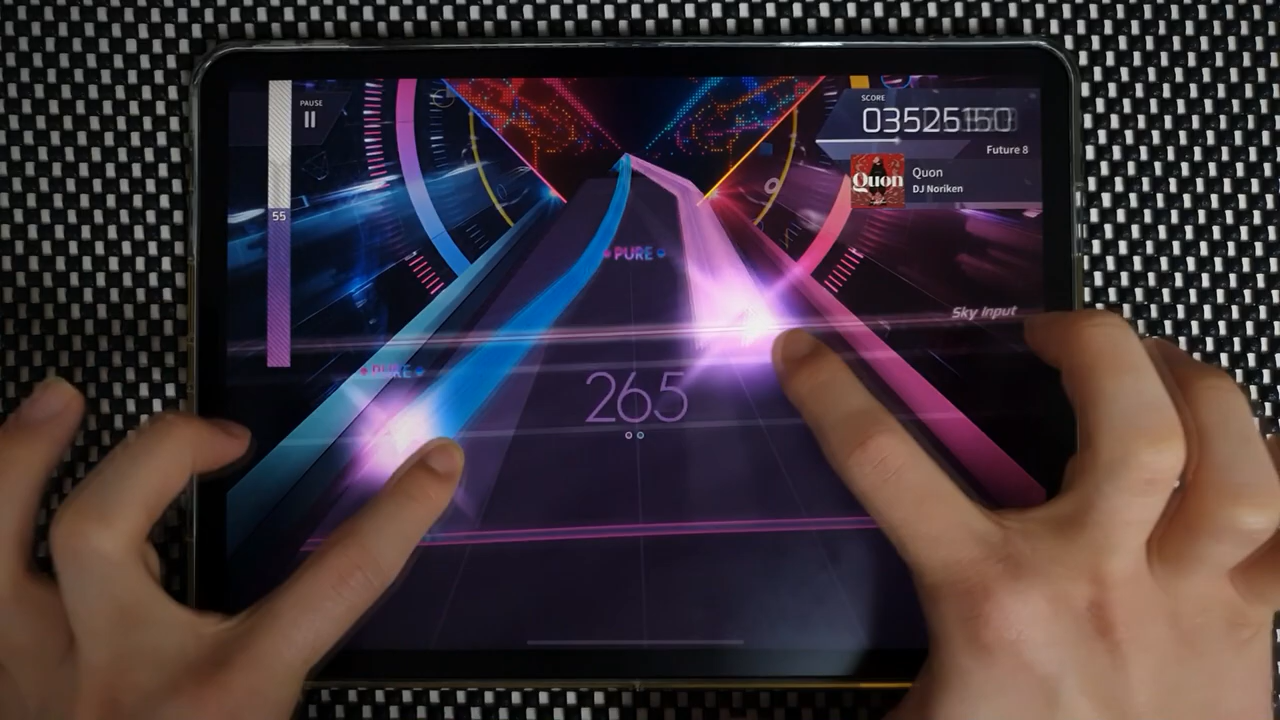 PAUSE
55
SCORE
Future 8
Quon
Quon
DJ Noriken
PURE
Sky Input
PURE
265